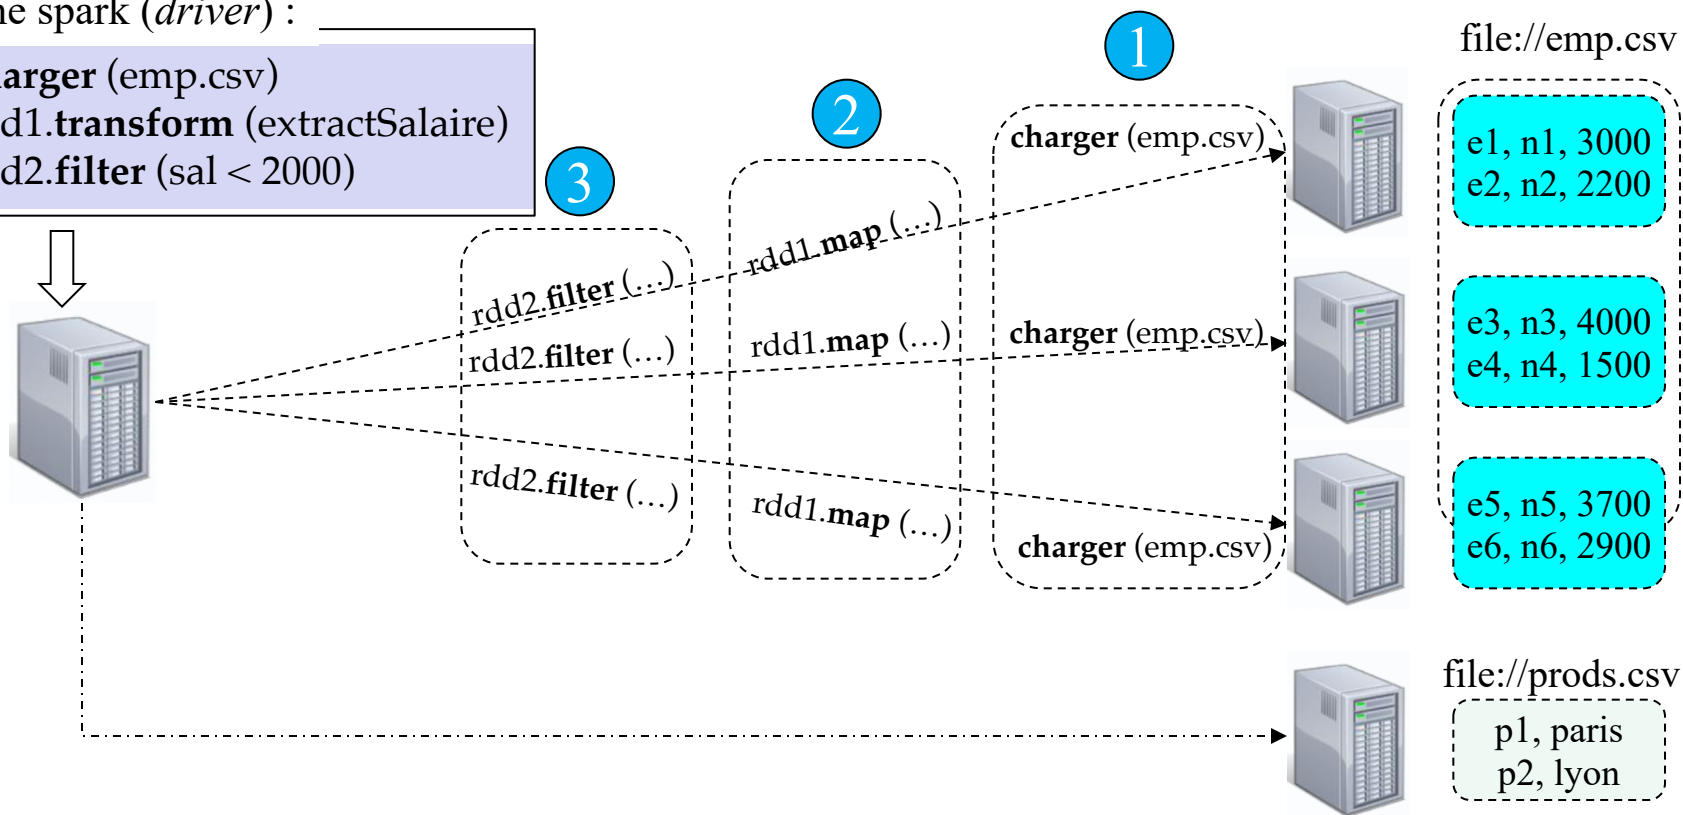 ne spark (driver) :
arger (emp.csv)
d1.transform (extractSalaire)
d2.filter (sal < 2000)
3
rdd2.filter (…)
rdd2.filter (…)
rdd2.filter (…)
2
rdd1.map (…)
rdd1.map (…)
rdd1.map (…)
1
charger (emp.csv)
charger (emp.csv)
charger (emp.csv)
file://emp.csv
e1, n1, 3000
e2, n2, 2200
e3, n3, 4000
e4, n4, 1500
e5, n5, 3700
e6, n6, 2900
file://prods.csv
p1, paris
p2, lyon